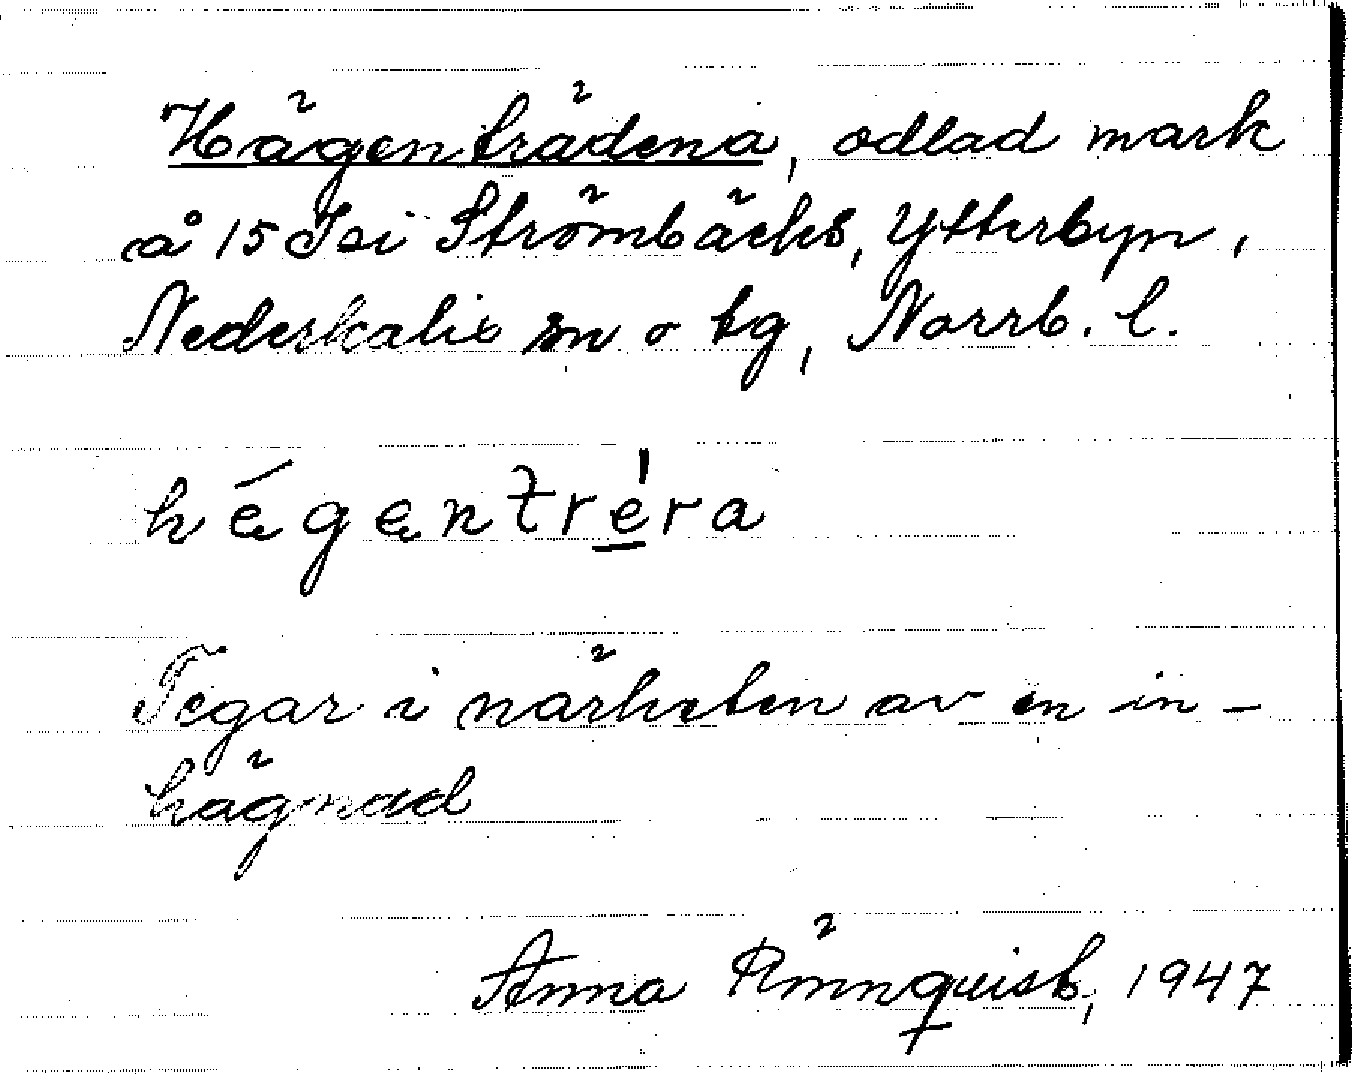 Hägenträdena, odlad mark
å 15 Isi Strömbäcks, Ytterbyn,
Nederkalix sn o tg, Norrb. l.
hégentréra
Tegar i närheten av en in-
hägnad
Anna Rönnquist, 1947